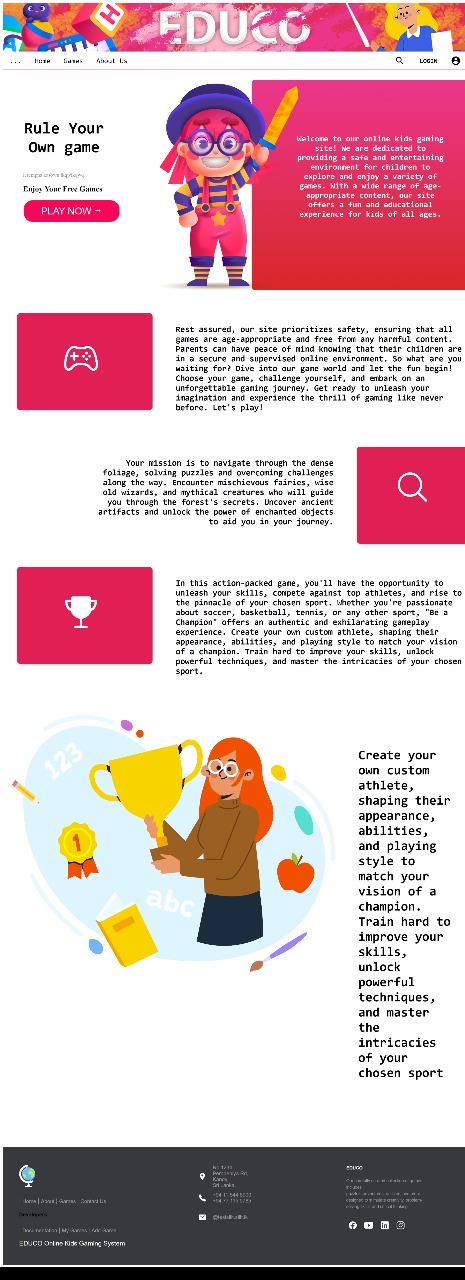 EDUCO
H
... Home Games About Us
LOGIN
Rule Your
Own game
Enjoy Your Free Games
PLAY NOW →
Welcome to our online kids gaming
site! We are dedicated to
providing a safe and entertaining
environment for children to
explore and enjoy a variety of
games. With a wide range of age-
appropriate content, our site
offers a fun and educational
experience for kids of all ages.
Rest assured, our site prioritizes safety, ensuring that all
games are age-appropriate and free from any harmful content.
Parents can have peace of mind knowing that their children are
in a secure and supervised online environment. So what are you
waiting for? Dive into our game world and let the fun begin!
Choose your game, challenge yourself, and embark on an
unforgettable gaming journey. Get ready to unleash your
imagination and experience the thrill of gaming like never
before. Let's play!
Your mission is to navigate through the dense
foliage, solving puzzles and overcoming challenges
along the way. Encounter mischievous fairies, wise
old wizards, and mythical creatures who will guide
you through the forest's secrets. Uncover ancient
artifacts and unlock the power of enchanted objects
to aid you in your journey.
In this action-packed game, you'll have the opportunity to
unleash your skills, compete against top athletes, and rise to
the pinnacle of your chosen sport. Whether you're passionate
about soccer, basketball, tennis, or any other sport, "Be a
Champion" offers an authentic and exhilarating gameplay
experience. Create your own custom athlete, shaping their
appearance, abilities, and playing style to match your vision
of a champion. Train hard to improve your skills, unlock
powerful techniques, and master the intricacies of your chosen
sport.
123
1
abc
Create your
own custom
athlete,
shaping their
appearance,
abilities,
and playing
style to
match your
vision of a
champion.
Train hard to
improve your
skills,
unlock
powerful
techniques,
and master
the
intricacies
of your
chosen sport
Home | About | Games | Contact Us
Developers
Documentation | My Games | Add Game
EDUCO Online Kids Gaming System
Kandy,
Sri Lanka.
EDUCO